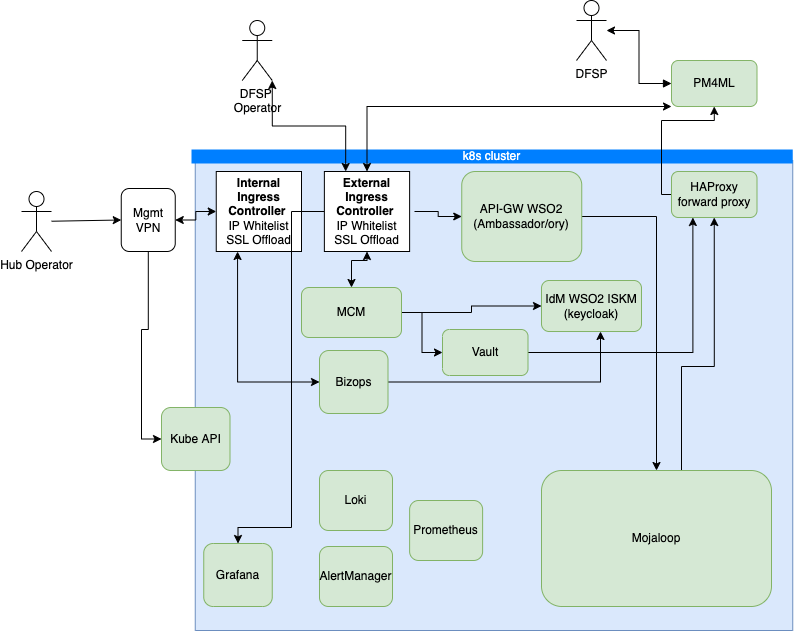 DFSP
Operator
DFSP
PM4ML
k8s cluster
Hub Operator
Mgmt
VPN
Internal
Ingress
Controller
IP Whitelist
SSL Offload
External
Ingress
Controller
IP Whitelist
SSL Offload
API-GW WSO2
(Ambassador/ory)
HAProxy
forward proxy
MCM
IdM WSO2 ISKM
(keycloak)
Vault
Bizops
Kube API
Loki
Prometheus
Mojaloop
Grafana
AlertManager